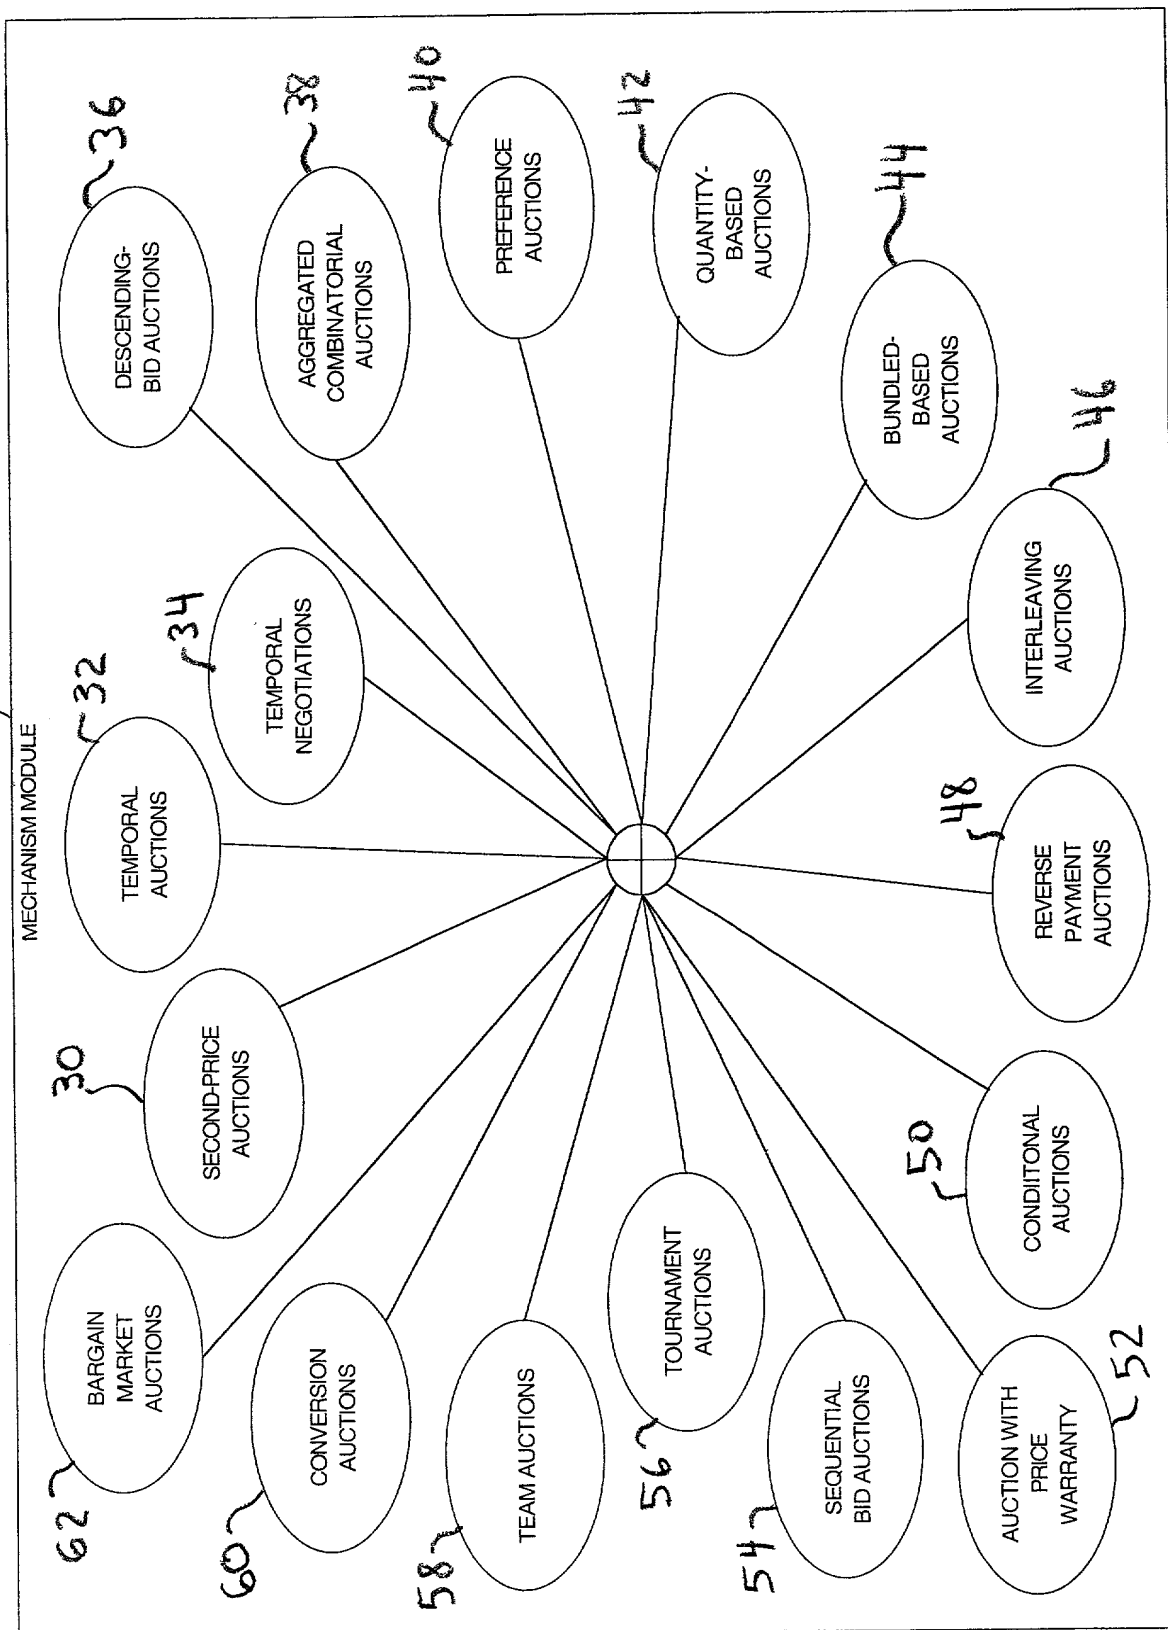 MECHANISM MODULE
62
BARGAIN
MARKET
AUCTIONS
30
SECOND-PRICE
AUCTIONS
32
TEMPORAL
AUCTIONS
34
TEMPORAL
NEGOTIATIONS
36
DESCENDING-
BID AUCTIONS
38
AGGREGATED
COMBINATORIAL
AUCTIONS
40
PREFERENCE
AUCTIONS
42
QUANTITY-
BASED
AUCTIONS
44
BUNDLED-
BASED
AUCTIONS
46
INTERLEAVING
AUCTIONS
48
REVERSE
PAYMENT
AUCTIONS
50
CONDIITONAL
AUCTIONS
52
AUCTION WITH
PRICE
WARRANTY
54
SEQUENTIAL
BID AUCTIONS
56
TOURNAMENT
AUCTIONS
58
TEAM AUCTIONS
60
CONVERSION
AUCTIONS